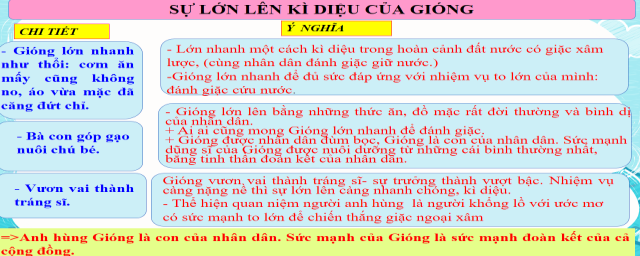 SỰ LỚN LÊN KÌ DIỆU CỦA GIÓNG
CHI TIẾT
Ý NGHĨA
- Gióng lớn nhanh
như thổi: cơm ăn
mấy cũng không
no, áo vừa mặc đã
căng đứt chỉ.
- Lớn nhanh một cách kì diệu trong hoàn cảnh đất nước có giặc xâm
lược, (cùng nhân dân đánh giặc giữ nước.)
-Gióng lớn nhanh để đủ sức đáp ứng với nhiệm vụ to lớn của mình:
đánh giặc cứu nước.
- Bà con góp gạo
nuôi chú bé.
- Gióng lớn lên bằng những thức ăn, đồ mặc rất đời thường và bình dị
của nhân dân.
+ Ai ai cũng mong Gióng lớn nhanh để đánh giặc.
+ Gióng được nhân dân đùm bọc, Gióng là con của nhân dân. Sức mạnh
dũng sĩ của Gióng được nuôi dưỡng từ những cái bình thường nhất,
bằng tinh thần đoàn kết của nhân dân.
- Vươn vai thành
tráng sĩ.
Gióng vươn vai thành tráng sĩ- sự trưởng thành vượt bậc. Nhiệm vụ
càng nặng nề thì sự lớn lên càng nhanh chóng, kì diệu.
- Thể hiện quan niệm người anh hùng là người khổng lồ với ước mơ
có sức mạnh to lớn để chiến thắng giặc ngoại xâm
=>Anh hùng Gióng là con của nhân dân. Sức mạnh của Gióng là sức mạnh đoàn kết của cả
cộng đồng.